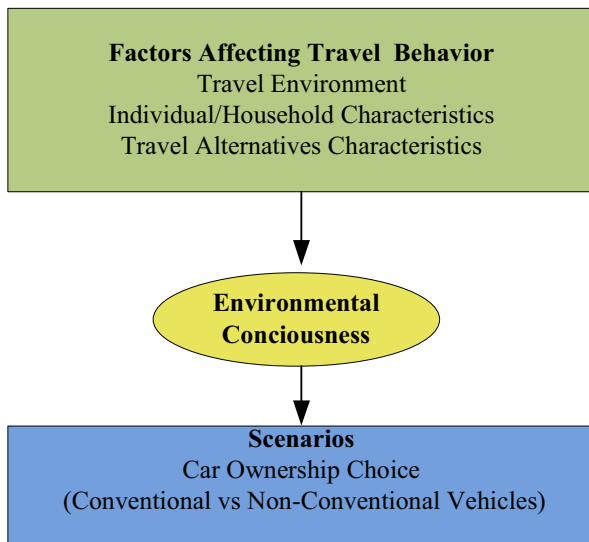 Factors Affecting Travel Behavior
Travel Environment
Individual/Household Characteristics
Travel Alternatives Characteristics
Environmental
Conciousness
Scenarios
Car Ownership Choice
(Conventional vs Non-Conventional Vehicles)